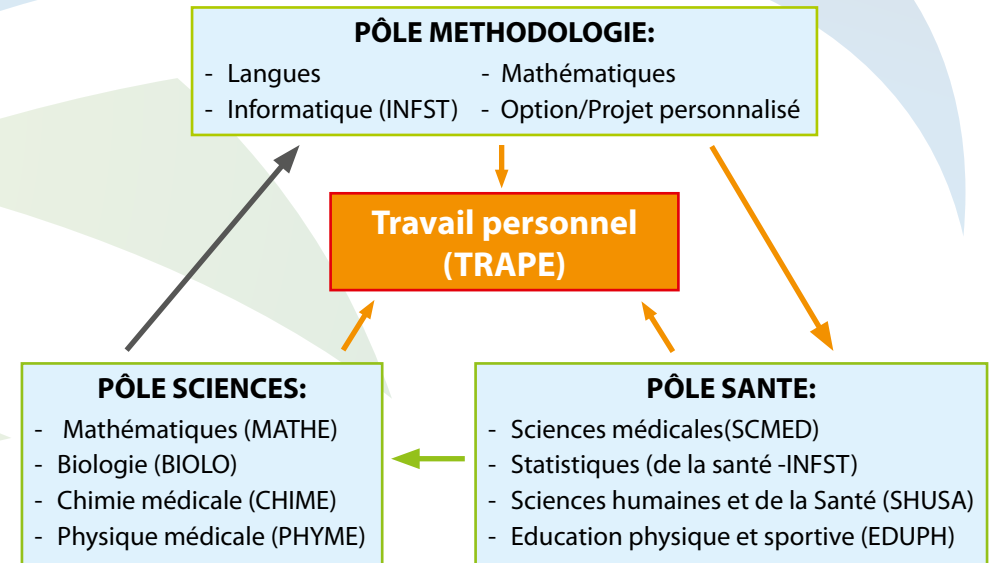 PÔLE METHODOLOGIE:
- Langues - Mathématiques
- Informatique (INFST) - Option/Projet personnalisé
Travail personnel
(TRAPE)
PÔLE SCIENCES:
- Mathématiques (MATHE)
- Biologie (BIOLO)
- Chimie médicale (CHIME)
- Physique médicale (PHYME)
PÔLE SANTE:
- Sciences médicales(SCMED)
- Statistiques (de la santé -INFST)
- Sciences humaines et de la Santé (SHUSA)
- Education physique et sportive (EDUPH)